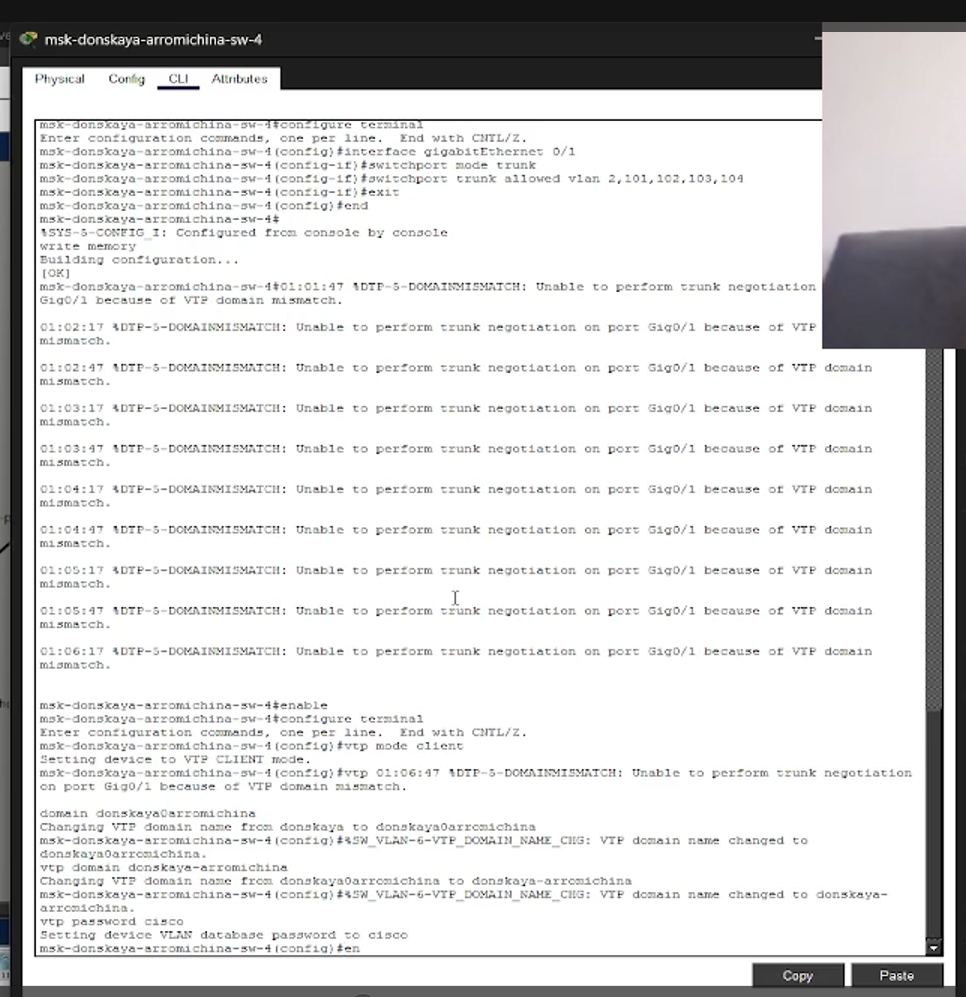 msk-donskaya-arromichina-sw-4
Physical Config CLI Attributes
msk-donskaya-arromichina-sw-4#configure terminal
Enter configuration commands, one per line.  End with CNTL/Z.
msk-donskaya-arromichina-sw-4(config)#interface gigabitEthernet 0/1
msk-donskaya-arromichina-sw-4(config-if)#switchport mode trunk
msk-donskaya-arromichina-sw-4(config-if)#switchport trunk allowed vlan 2,101,102,103,104
msk-donskaya-arromichina-sw-4(config-if)#exit
msk-donskaya-arromichina-sw-4(config)#end
msk-donskaya-arromichina-sw-4#
%SYS-5-CONFIG_I: Configured from console by console
write memory
Building configuration...
[OK]
msk-donskaya-arromichina-sw-4#01:01:47 %DTP-5-DOMAINMISMATCH: Unable to perform trunk negotiation
Gig0/1 because of VTP domain mismatch.
01:02:17 %DTP-5-DOMAINMISMATCH: Unable to perform trunk negotiation on port Gig0/1 because of VTP
mismatch.
01:02:47 %DTP-5-DOMAINMISMATCH: Unable to perform trunk negotiation on port Gig0/1 because of VTP domain
mismatch.
01:03:17 %DTP-5-DOMAINMISMATCH: Unable to perform trunk negotiation on port Gig0/1 because of VTP domain
mismatch.
01:03:47 %DTP-5-DOMAINMISMATCH: Unable to perform trunk negotiation on port Gig0/1 because of VTP domain
mismatch.
01:04:17 %DTP-5-DOMAINMISMATCH: Unable to perform trunk negotiation on port Gig0/1 because of VTP domain
mismatch.
01:04:47 %DTP-5-DOMAINMISMATCH: Unable to perform trunk negotiation on port Gig0/1 because of VTP domain
mismatch.
01:05:17 %DTP-5-DOMAINMISMATCH: Unable to perform trunk negotiation on port Gig0/1 because of VTP domain
mismatch.
01:05:47 %DTP-5-DOMAINMISMATCH: Unable to perform trunk negotiation on port Gig0/1 because of VTP domain
mismatch.
01:06:17 %DTP-5-DOMAINMISMATCH: Unable to perform trunk negotiation on port Gig0/1 because of VTP domain
mismatch.
msk-donskaya-arromichina-sw-4#enable
msk-donskaya-arromichina-sw-4#configure terminal
Enter configuration commands, one per line.  End with CNTL/Z.
msk-donskaya-arromichina-sw-4(config)#vtp mode client
Setting device to VTP CLIENT mode.
msk-donskaya-arromichina-sw-4(config)#vtp 01:06:47 %DTP-5-DOMAINMISMATCH: Unable to perform trunk negotiation
on port Gig0/1 because of VTP domain mismatch.
domain donskaya0arromichina
Changing VTP domain name from donskaya to donskaya0arromichina
msk-donskaya-arromichina-sw-4(config)#%SW_VLAN-6-VTP_DOMAIN_NAME_CHG: VTP domain name changed to
donskaya0arromichina.
vtp domain donskaya-arromichina
Changing VTP domain name from donskaya0arromichina to donskaya-arromichina
msk-donskaya-arromichina-sw-4(config)#%SW_VLAN-6-VTP_DOMAIN_NAME_CHG: VTP domain name changed to donskaya-
arromichina.
vtp password cisco
Setting device VLAN database password to cisco
msk-donskaya-arromichina-sw-4(config)#en
Copy Paste